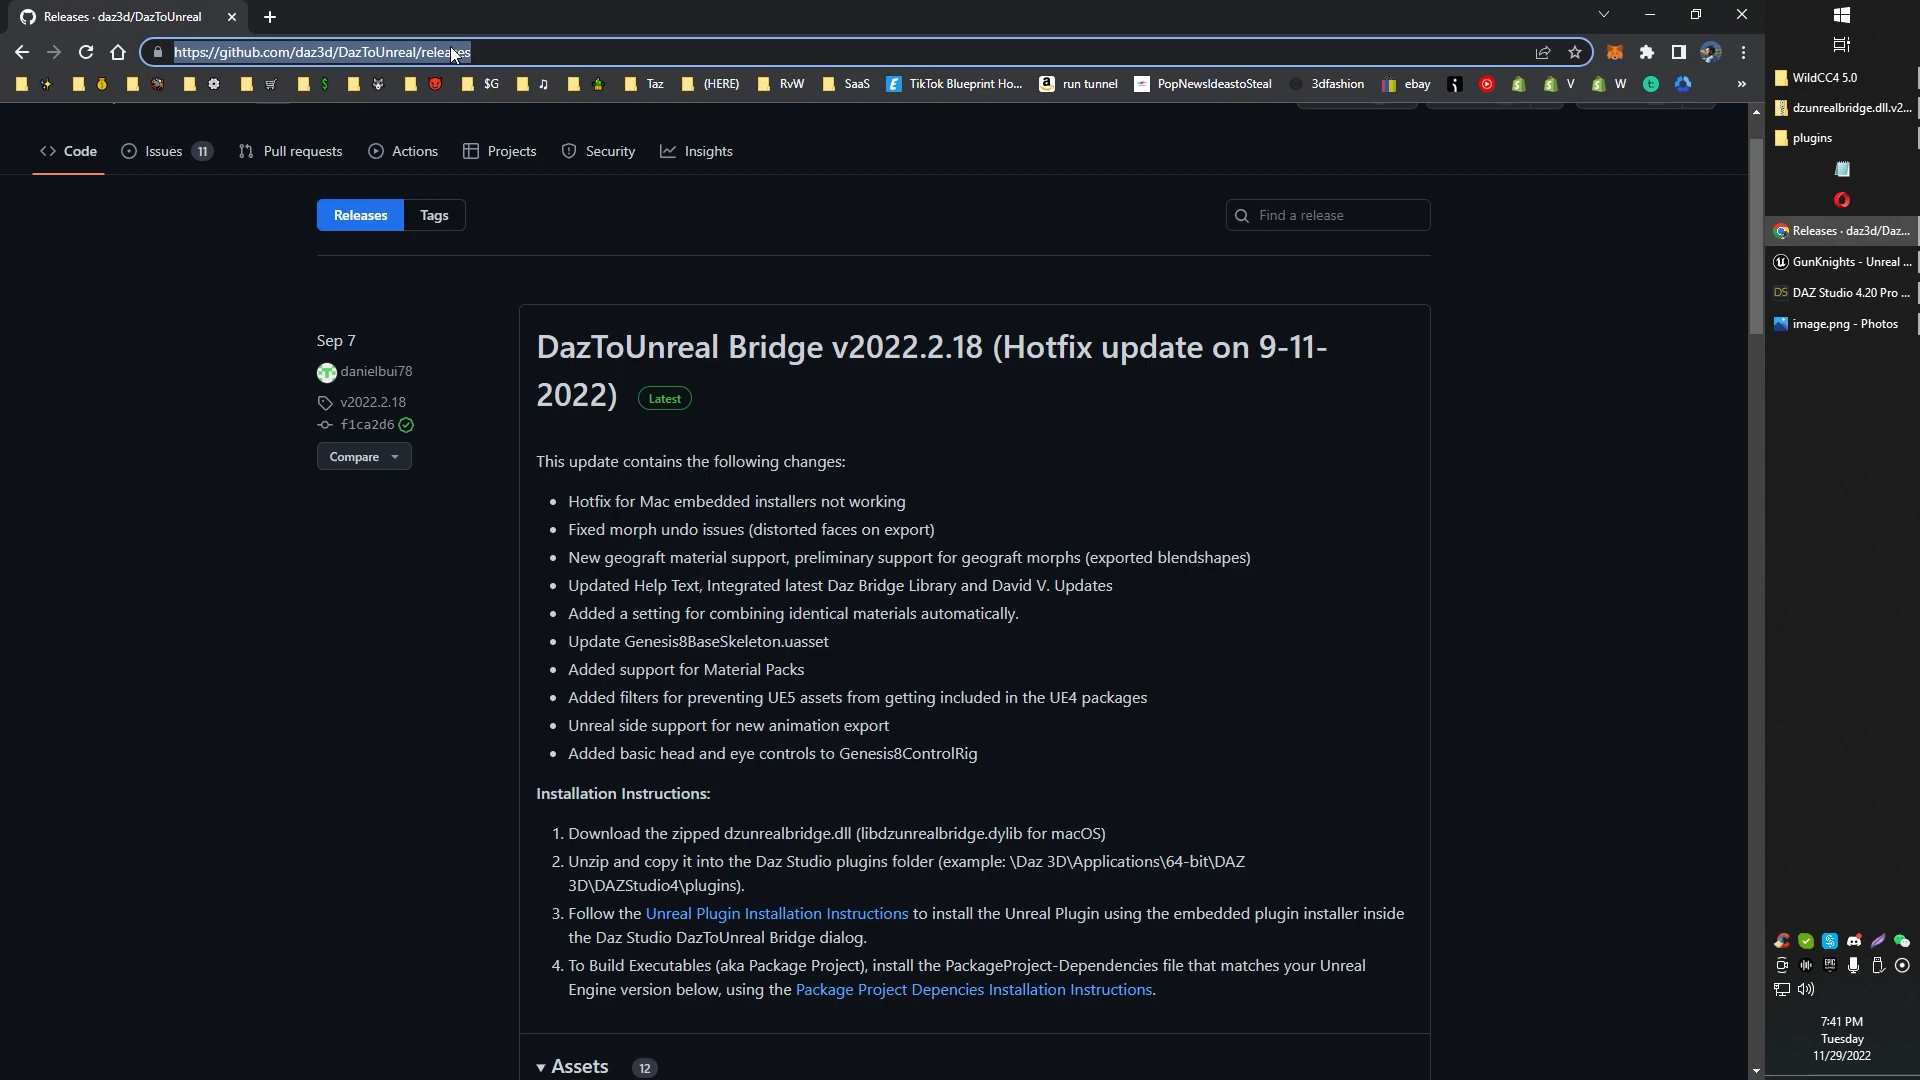 Releases · daz3d/DazToUnreal
https://github.com/daz3d/DazToUnreal/releases
$G
Taz
(HERE)
RvW
SaaS
TikTok Blueprint Ho...
run tunnel
PopNewsIdeastoSteal
3dfashion
ebay
V
W
»
Code
Issues 11
Pull requests
Actions
Projects
Security
Insights
Releases
Tags
Find a release
Sep 7
danielbui78
v2022.2.18
f1ca2d6
Compare
DazToUnreal Bridge v2022.2.18 (Hotfix update on 9-11-
2022) Latest
This update contains the following changes:
• Hotfix for Mac embedded installers not working
• Fixed morph undo issues (distorted faces on export)
• New geograft material support, preliminary support for geograft morphs (exported blendshapes)
• Updated Help Text, Integrated latest Daz Bridge Library and David V. Updates
• Added a setting for combining identical materials automatically.
• Update Genesis8BaseSkeleton.uasset
• Added support for Material Packs
• Added filters for preventing UE5 assets from getting included in the UE4 packages
• Unreal side support for new animation export
• Added basic head and eye controls to Genesis8ControlRig
Installation Instructions:
1. Download the zipped dzunrealbridge.dll (libdzunrealbridge.dylib for macOS)
2. Unzip and copy it into the Daz Studio plugins folder (example: \Daz 3D\Applications\64-bit\DAZ
3D\DAZStudio4\plugins).
3. Follow the Unreal Plugin Installation Instructions to install the Unreal Plugin using the embedded plugin installer inside
the Daz Studio DazToUnreal Bridge dialog.
4. To Build Executables (aka Package Project), install the PackageProject-Dependencies file that matches your Unreal
Engine version below, using the Package Project Depencies Installation Instructions.
Assets 12
WildCC4 5.0
dzunrealbridge.dll.v2...
plugins
Releases · daz3d/Daz...
GunKnights - Unreal ...
DS DAZ Studio 4.20 Pro ...
image.png - Photos
7:41 PM
Tuesday
11/29/2022